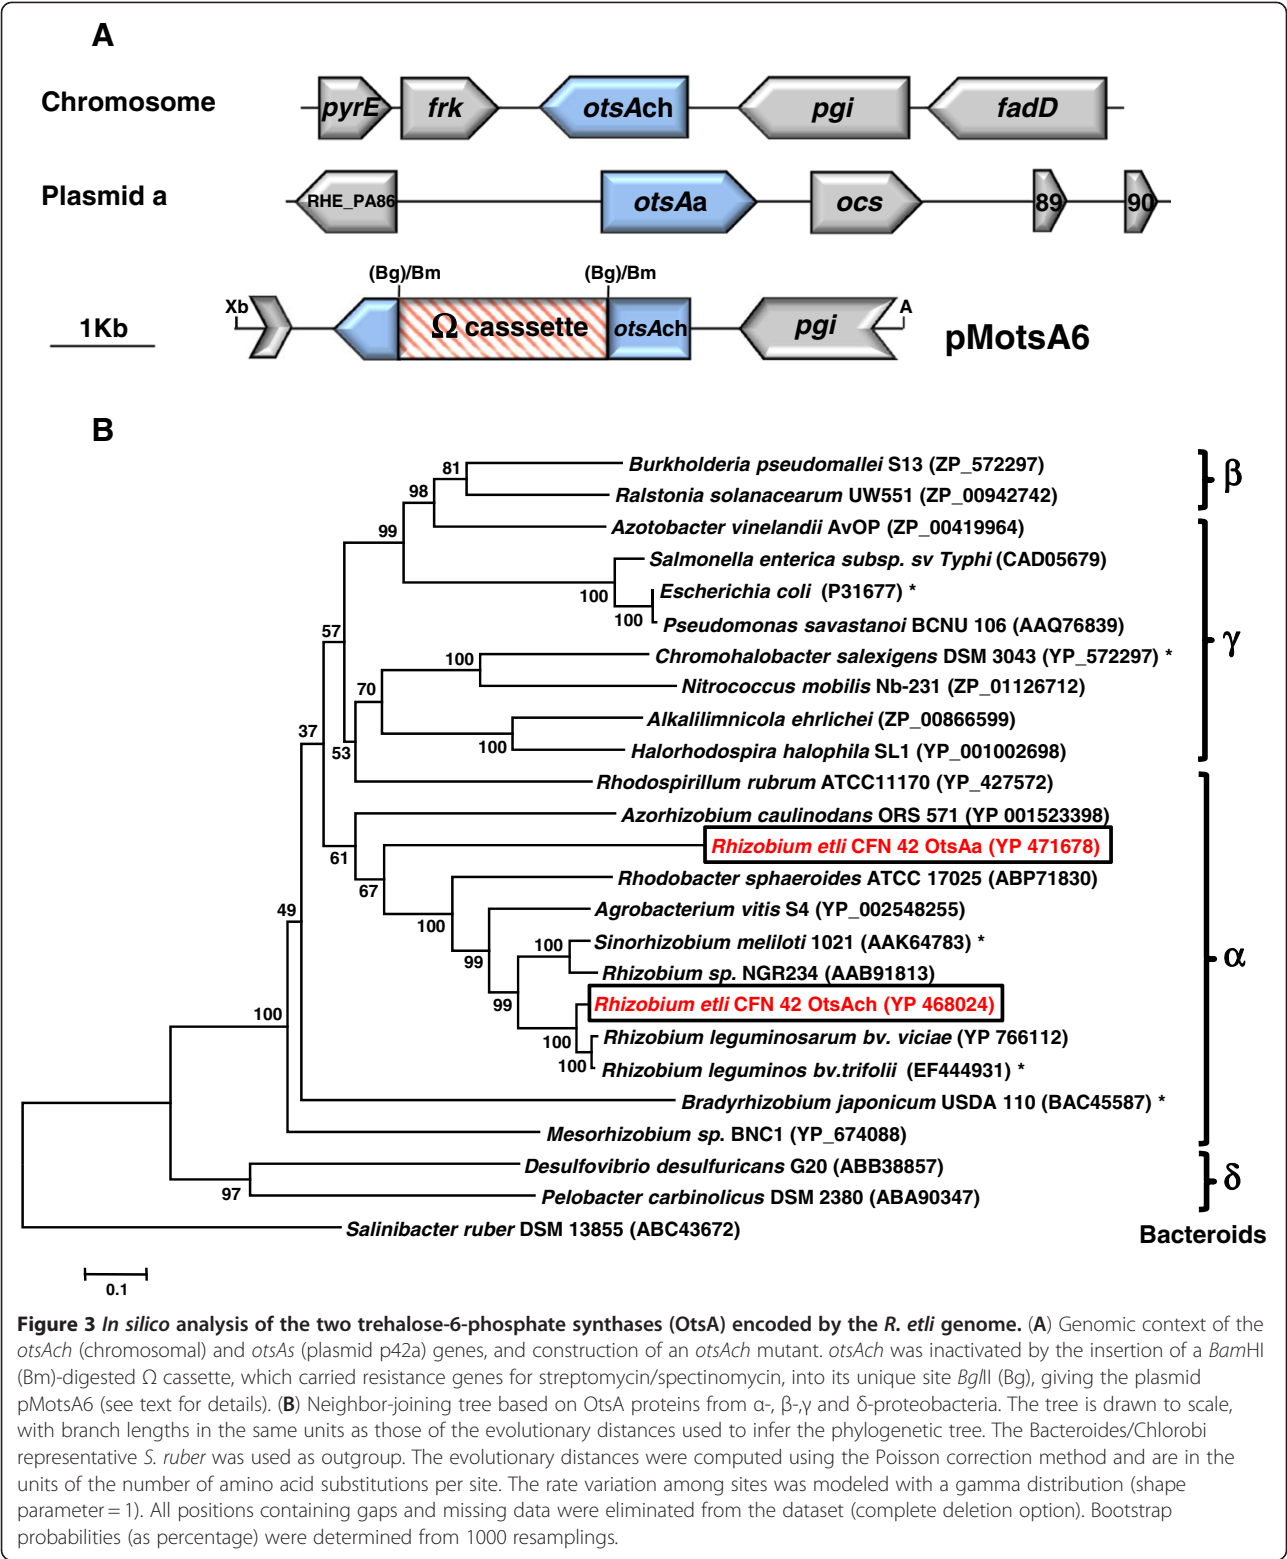 A
Chromosome
pyrE frk otsAch pgi fadD
Plasmid a
RHE_PA86 otsAa ocs 89 90
(Bg)/Bm (Bg)/Bm
Xb A
1Kb Ω casssette otsAch pgi pMotsA6
B
Burkholderia pseudomallei S13 (ZP_572297)
81
β
98
Ralstonia solanacearum UW551 (ZP_00942742)
99
Azotobacter vinelandii AvOP (ZP_00419964)
Salmonella enterica subsp. sv Typhi (CAD05679)
100
Escherichia coli (P31677) *
100
Pseudomonas savastanoi BCNU 106 (AAQ76839)
57
γ
Chromohalobacter salexigens DSM 3043 (YP_572297) *
100
70
Nitrococcus mobilis Nb-231 (ZP_01126712)
Alkalilimnicola ehrlichei (ZP_00866599)
37
100
53
Halorhodospira halophila SL1 (YP_001002698)
Rhodospirillum rubrum ATCC11170 (YP_427572)
Azorhizobium caulinodans ORS 571 (YP 001523398)
Rhizobium etli CFN 42 OtsAa (YP 471678)
61
Rhodobacter sphaeroides ATCC 17025 (ABP71830)
67
49
Agrobacterium vitis S4 (YP_002548255)
100
Sinorhizobium meliloti 1021 (AAK64783) *
100
α
99
Rhizobium sp. NGR234 (AAB91813)
99
Rhizobium etli CFN 42 OtsAch (YP 468024)
100
Rhizobium leguminosarum bv. viciae (YP 766112)
100
100
Rhizobium leguminos bv.trifolii (EF444931) *
Bradyrhizobium japonicum USDA 110 (BAC45587) *
Mesorhizobium sp. BNC1 (YP_674088)
Desulfovibrio desulfuricans G20 (ABB38857)
δ
97
Pelobacter carbinolicus DSM 2380 (ABA90347)
Salinibacter ruber DSM 13855 (ABC43672)
Bacteroids
0.1
Figure 3 In silico analysis of the two trehalose-6-phosphate synthases (OtsA) encoded by the R. etli genome. (A) Genomic context of the
otsAch (chromosomal) and otsAs (plasmid p42a) genes, and construction of an otsAch mutant. otsAch was inactivated by the insertion of a BamHI
(Bm)-digested Ω cassette, which carried resistance genes for streptomycin/spectinomycin, into its unique site BglII (Bg), giving the plasmid
pMotsA6 (see text for details). (B) Neighbor-joining tree based on OtsA proteins from α-, β-,γ and δ-proteobacteria. The tree is drawn to scale,
with branch lengths in the same units as those of the evolutionary distances used to infer the phylogenetic tree. The Bacteroides/Chlorobi
representative S. ruber was used as outgroup. The evolutionary distances were computed using the Poisson correction method and are in the
units of the number of amino acid substitutions per site. The rate variation among sites was modeled with a gamma distribution (shape
parameter = 1). All positions containing gaps and missing data were eliminated from the dataset (complete deletion option). Bootstrap
probabilities (as percentage) were determined from 1000 resamplings.